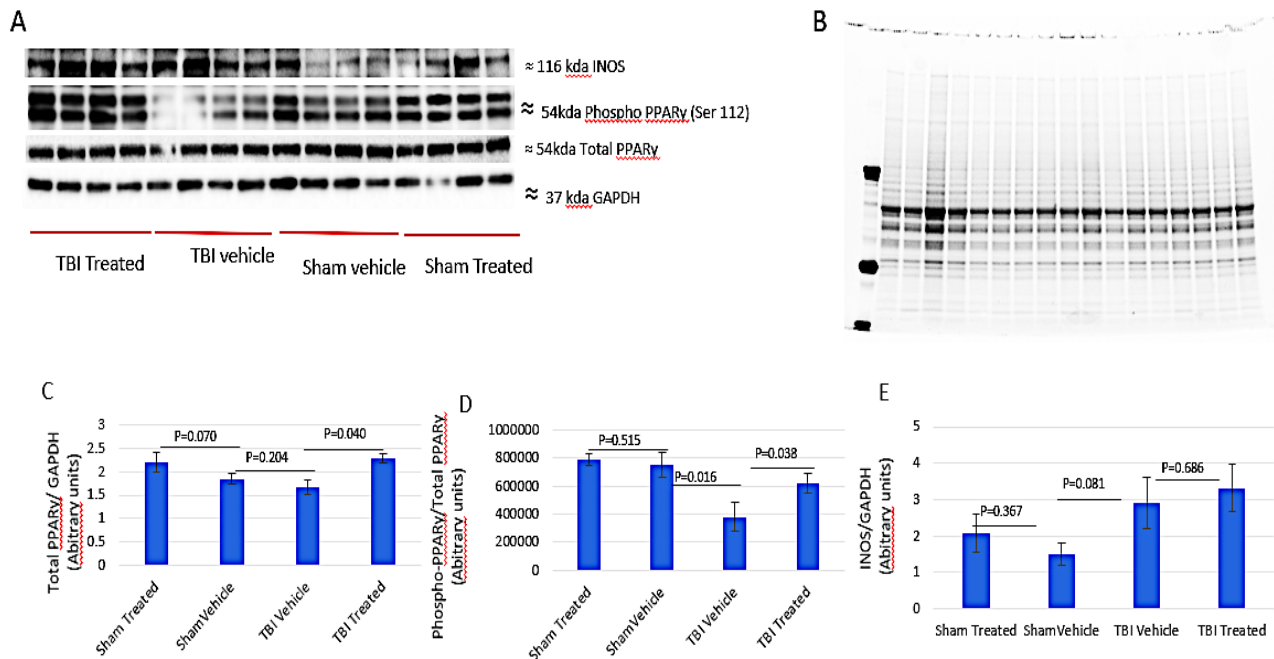 A
≈ 116 kda INOS
≈ 54kda Phospho PPARγ (Ser 112)
≈ 54kda Total PPARγ
≈ 37 kda GAPDH
TBI Treated
TBI vehicle
Sham vehicle
Sham Treated
B
C
Total PPARγ/ GAPDH
(Abitrary units)
3
2.5
2
1.5
1
0.5
0
P=0.070
P=0.204
P=0.040
Sham Treated
ShamVehicle
TBI Vehicle
TBI Treated
D
Phospho-PPARγ/Total PPARγ
(Abitrary units)
1000000
800000
600000
400000
200000
0
P=0.515
P=0.016
P=0.038
Sham Treated
ShamVehicle
TBI Vehicle
TBI Treated
E
INOS/GAPDH
(Abitrary units)
5
4
3
2
1
0
P=0.367
P=0.081
P=0.686
Sham Treated
ShamVehicle
TBI Vehicle
TBI Treated